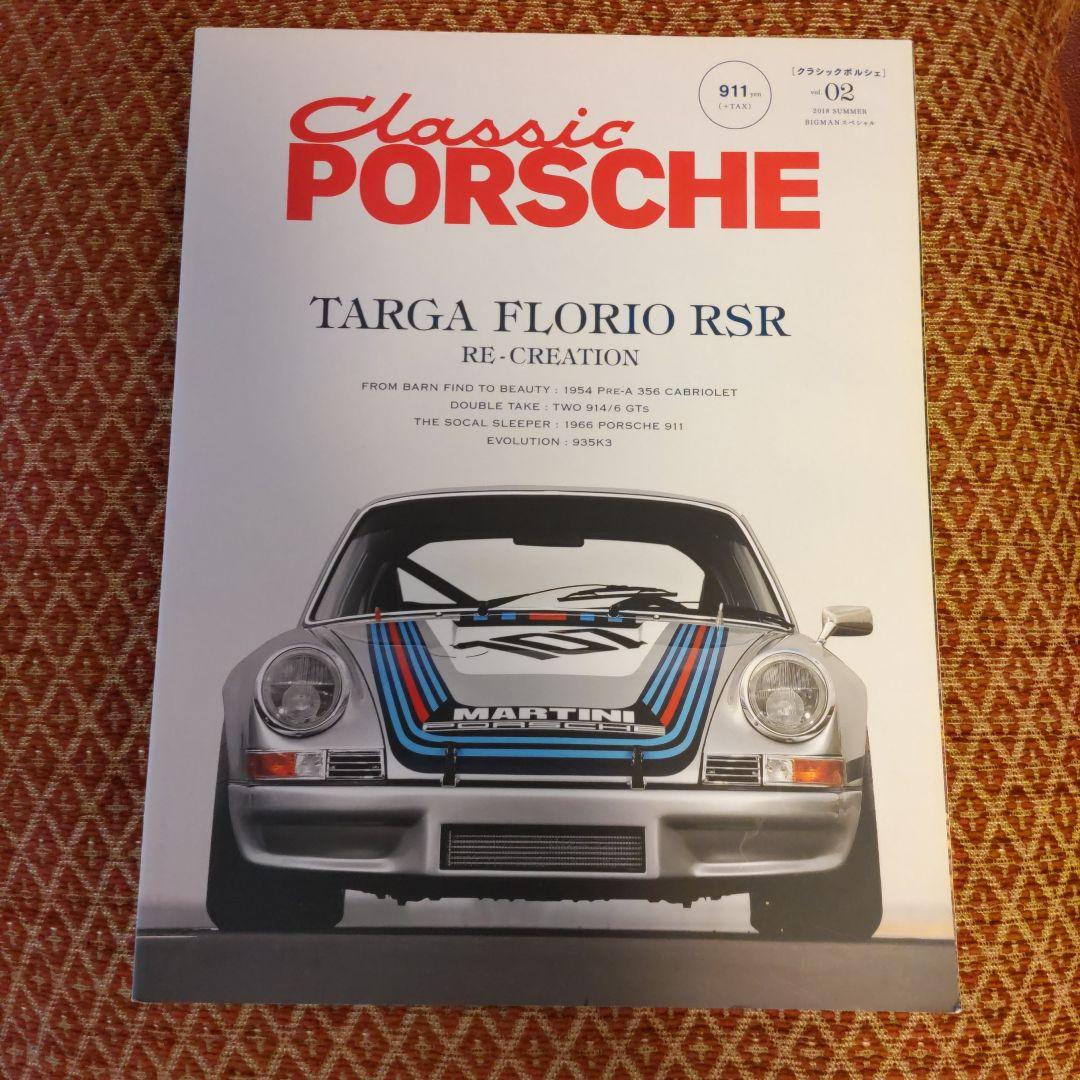 911 yen
(+TAX)
[クラシックポルシェ]
vol. 02
2018 SUMMER
BIGMANスペシャル
Classic
PORSCHE
TARGA FLORIO RSR
RE-CREATION
FROM BARN FIND TO BEAUTY : 1954 PRE-A 356 CABRIOLET
DOUBLE TAKE : TWO 914/6 GTs
THE SOCAL SLEEPER : 1966 PORSCHE 911
EVOLUTION : 935K3
107
MARTINI
PORSCHE